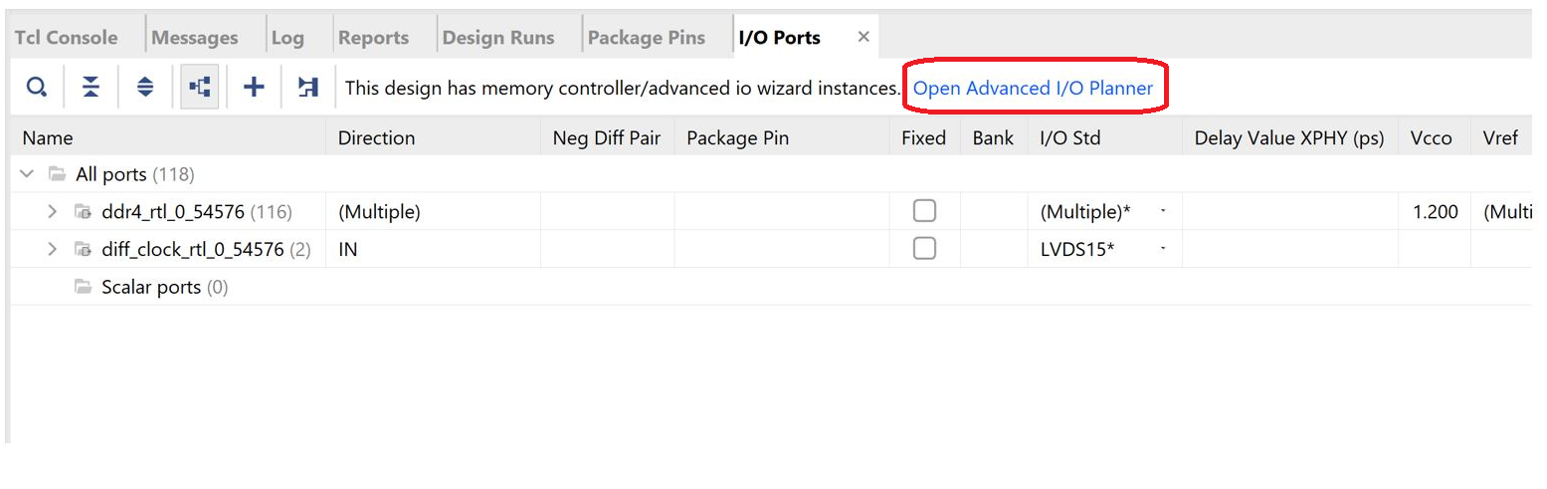 Tcl Console Messages Log Reports Design Runs Package Pins I/O Ports ×
This design has memory controller/advanced io wizard instances. Open Advanced I/O Planner
Name Direction Neg Diff Pair Package Pin Fixed Bank I/O Std Delay Value XPHY (ps) Vcco Vref
All ports (118)
ddr4_rtl_0_54576 (116) (Multiple) (Multiple)* 1.200 (Multi
diff_clock_rtl_0_54576 (2) IN LVDS15*
Scalar ports (0)